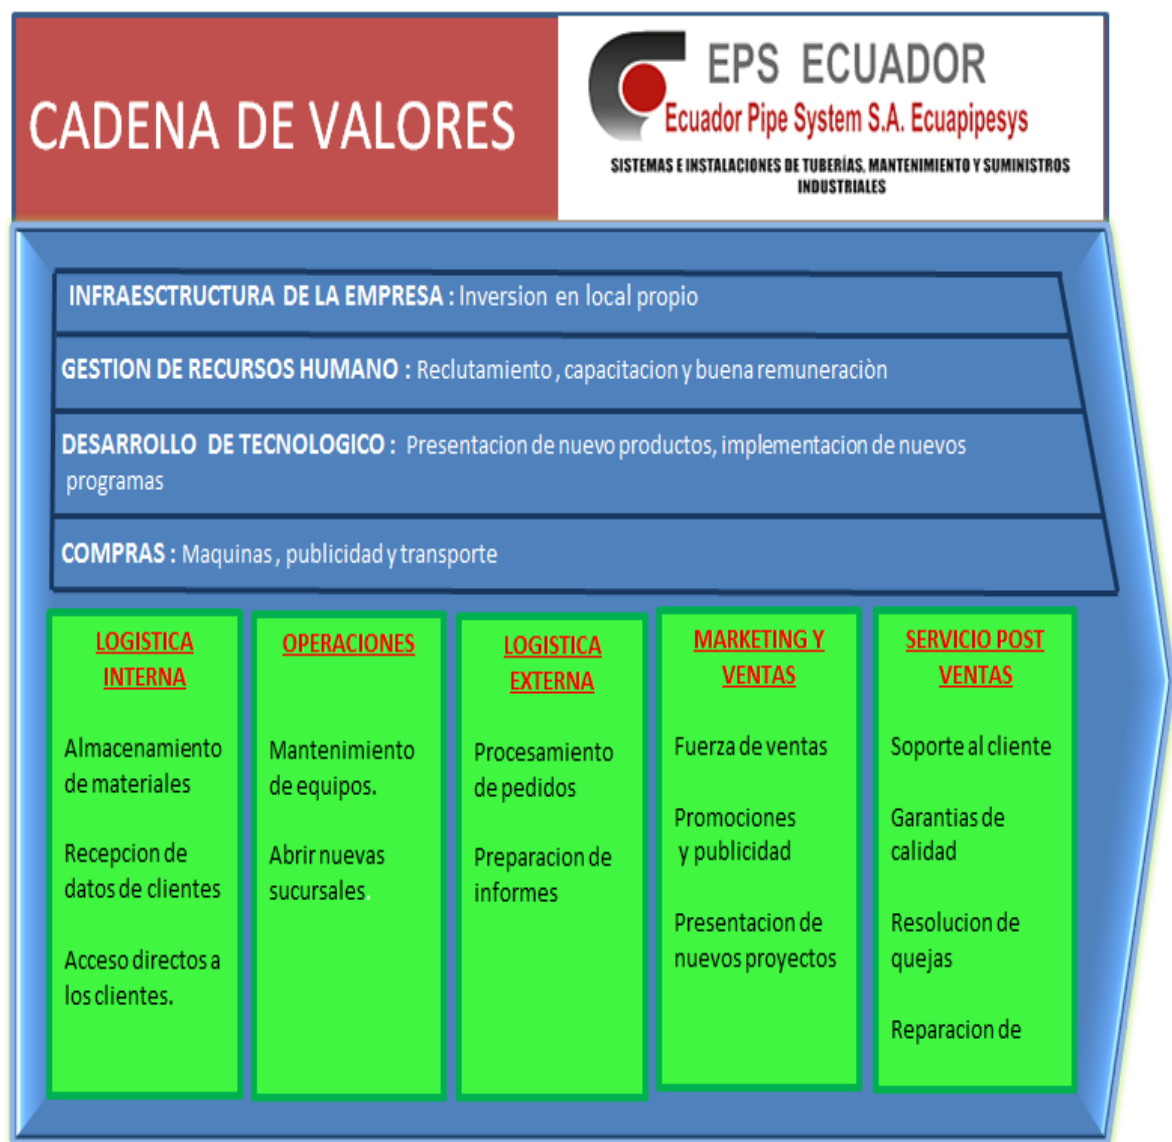 CADENA DE VALORES
EPS ECUADOR
Ecuador Pipe System S.A. Ecuapipesys
SISTEMAS E INSTALACIONES DE TUBERÍAS, MANTENIMIENTO Y SUMINISTROS
INDUSTRIALES
INFRAESCTRUCTURA DE LA EMPRESA : Inversion en local propio
GESTION DE RECURSOS HUMANO : Reclutamiento , capacitacion y buena remuneraciòn
DESARROLLO DE TECNOLOGICO : Presentacion de nuevo productos, implementacion de nuevos
programas
COMPRAS : Maquinas , publicidad y transporte
LOGISTICA
INTERNA
Almacenamiento
de materiales
Recepcion de
datos de clientes
Acceso directos a
los clientes.
OPERACIONES
Mantenimiento
de equipos.
Abrir nuevas
sucursales.
LOGISTICA
EXTERNA
Procesamiento
de pedidos
Preparacion de
informes
MARKETING Y
VENTAS
Fuerza de ventas
Promociones
y publicidad
Presentacion de
nuevos proyectos
SERVICIO POST
VENTAS
Soporte al cliente
Garantias de
calidad
Resolucion de
quejas
Reparacion de